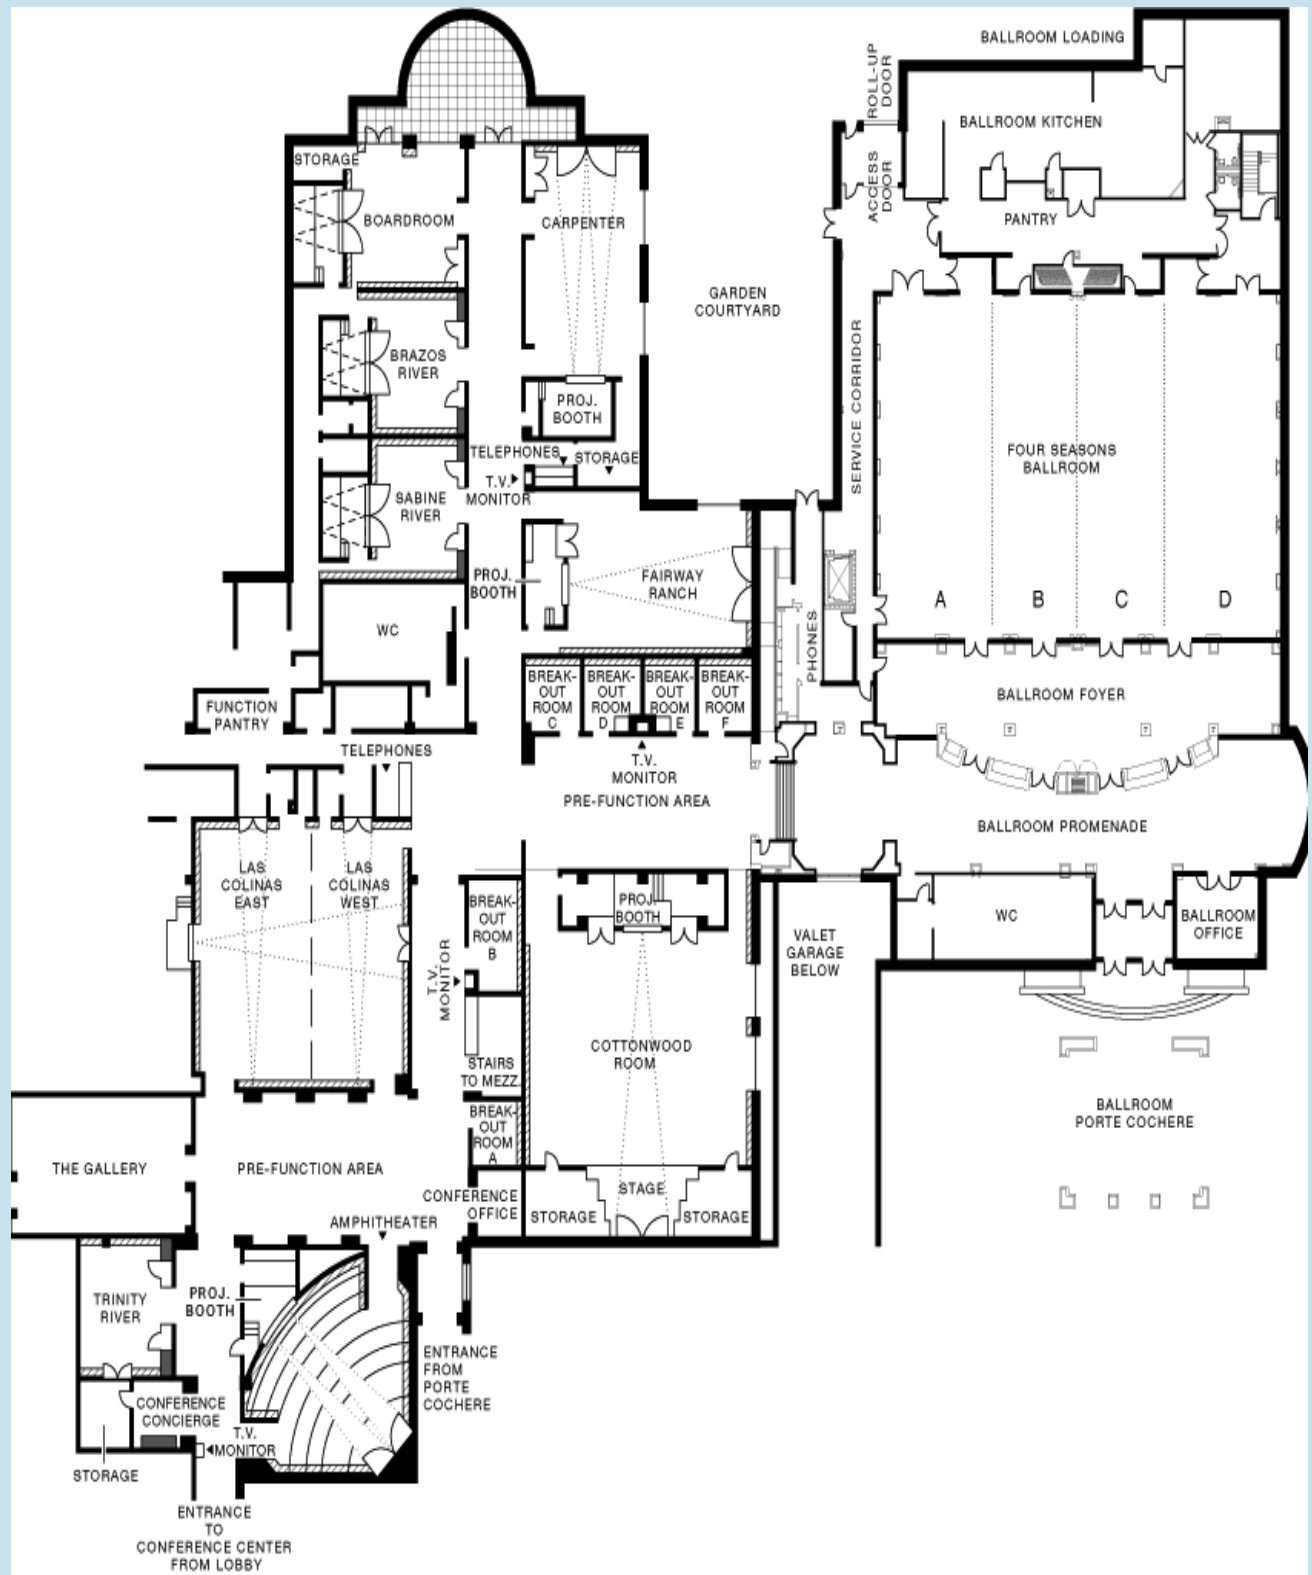 BALLROOM LOADING
ROLL-UP
DOOR
BALLROOM KITCHEN
STORAGE
ACCESS
DOOR
BOARDROOM
CARPENTER
PANTRY
GARDEN
COURTYARD
SERVICE CORRIDOR
BRAZOS
RIVER
PROJ.
BOOTH
TELEPHONES
STORAGE
T.V.
MONITOR
FOUR SEASONS
BALLROOM
SABINE
RIVER
PROJ.
BOOTH
FAIRWAY
RANCH
A
B
C
D
WC
PHONES
BREAK-
OUT
ROOM
C
BREAK-
OUT
ROOM
D
BREAK-
OUT
ROOM
E
BREAK-
OUT
ROOM
F
BALLROOM FOYER
FUNCTION
PANTRY
TELEPHONES
T.V.
MONITOR
PRE-FUNCTION AREA
BALLROOM PROMENADE
LAS
COLINAS
EAST
LAS
COLINAS
WEST
BREAK-
OUT
ROOM
B
PROJ.
BOOTH
WC
BALLROOM
OFFICE
VALET
GARAGE
BELOW
T.V.
MONITOR
COTTONWOOD
ROOM
STAIRS
TO MEZZ.
BREAK-
OUT
ROOM
A
BALLROOM
PORTE COCHERE
THE GALLERY
PRE-FUNCTION AREA
CONFERENCE
OFFICE
STAGE
STORAGE
STORAGE
AMPHITHEATER
TRINITY
RIVER
PROJ.
BOOTH
ENTRANCE
FROM
PORTE
COCHERE
CONFERENCE
CONCIERGE
T.V.
MONITOR
STORAGE
ENTRANCE
TO
CONFERENCE CENTER
FROM LOBBY